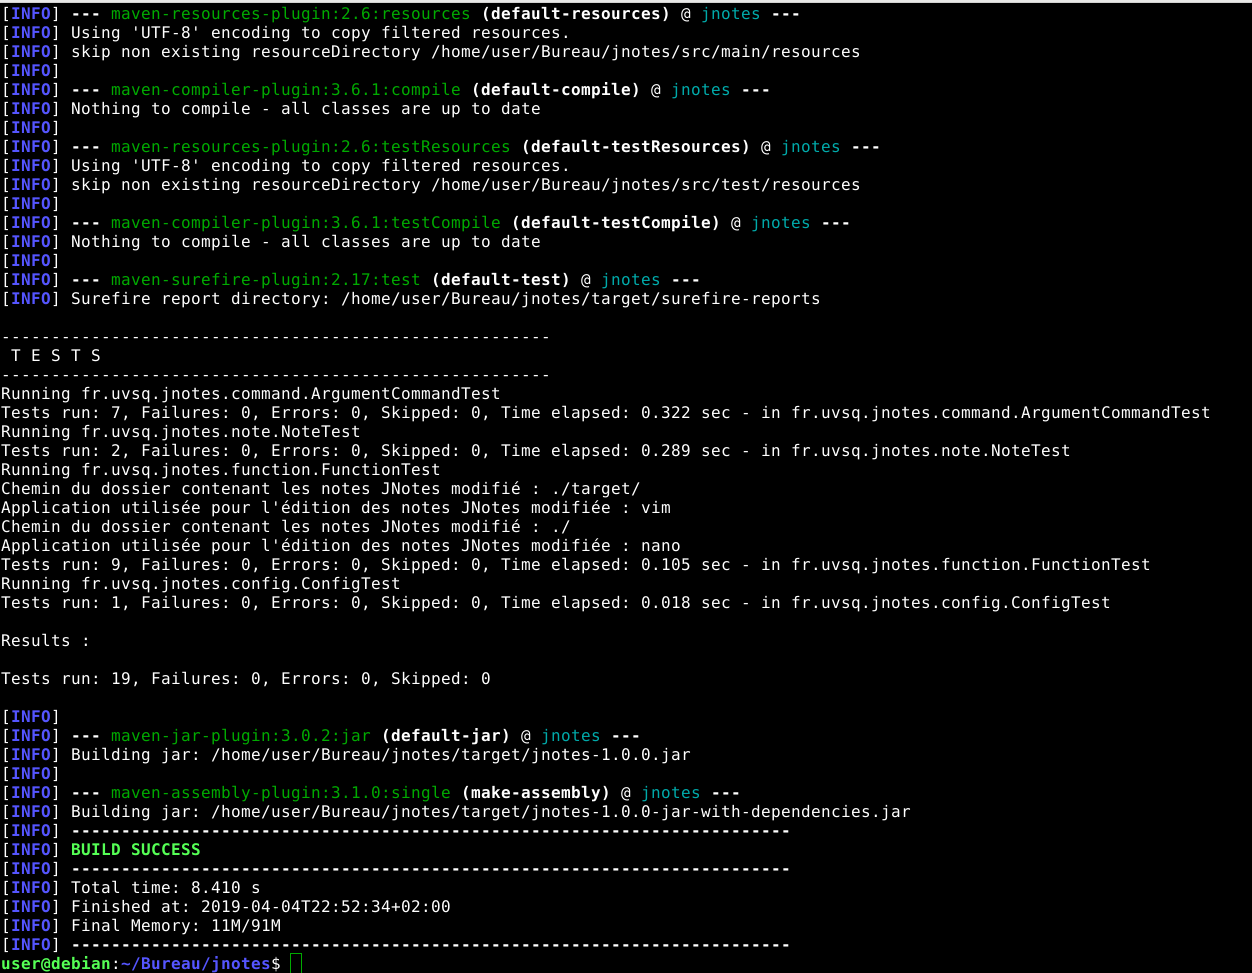 [INFO] --- maven-resources-plugin:2.6:resources (default-resources) @ jnotes ---
[INFO] Using 'UTF-8' encoding to copy filtered resources.
[INFO] skip non existing resourceDirectory /home/user/Bureau/jnotes/src/main/resources
[INFO]
[INFO] --- maven-compiler-plugin:3.6.1:compile (default-compile) @ jnotes ---
[INFO] Nothing to compile - all classes are up to date
[INFO]
[INFO] --- maven-resources-plugin:2.6:testResources (default-testResources) @ jnotes ---
[INFO] Using 'UTF-8' encoding to copy filtered resources.
[INFO] skip non existing resourceDirectory /home/user/Bureau/jnotes/src/test/resources
[INFO]
[INFO] --- maven-compiler-plugin:3.6.1:testCompile (default-testCompile) @ jnotes ---
[INFO] Nothing to compile - all classes are up to date
[INFO]
[INFO] --- maven-surefire-plugin:2.17:test (default-test) @ jnotes ---
[INFO] Surefire report directory: /home/user/Bureau/jnotes/target/surefire-reports

-------------------------------------------------------
 T E S T S
-------------------------------------------------------
Running fr.uvsq.jnotes.command.ArgumentCommandTest
Tests run: 7, Failures: 0, Errors: 0, Skipped: 0, Time elapsed: 0.322 sec - in fr.uvsq.jnotes.command.ArgumentCommandTest
Running fr.uvsq.jnotes.note.NoteTest
Tests run: 2, Failures: 0, Errors: 0, Skipped: 0, Time elapsed: 0.289 sec - in fr.uvsq.jnotes.note.NoteTest
Running fr.uvsq.jnotes.function.FunctionTest
Chemin du dossier contenant les notes JNotes modifié : ./target/
Application utilisée pour l'édition des notes JNotes modifiée : vim
Chemin du dossier contenant les notes JNotes modifié : ./
Application utilisée pour l'édition des notes JNotes modifiée : nano
Tests run: 9, Failures: 0, Errors: 0, Skipped: 0, Time elapsed: 0.105 sec - in fr.uvsq.jnotes.function.FunctionTest
Running fr.uvsq.jnotes.config.ConfigTest
Tests run: 1, Failures: 0, Errors: 0, Skipped: 0, Time elapsed: 0.018 sec - in fr.uvsq.jnotes.config.ConfigTest

Results :

Tests run: 19, Failures: 0, Errors: 0, Skipped: 0

[INFO]
[INFO] --- maven-jar-plugin:3.0.2:jar (default-jar) @ jnotes ---
[INFO] Building jar: /home/user/Bureau/jnotes/target/jnotes-1.0.0.jar
[INFO]
[INFO] --- maven-assembly-plugin:3.1.0:single (make-assembly) @ jnotes ---
[INFO] Building jar: /home/user/Bureau/jnotes/target/jnotes-1.0.0-jar-with-dependencies.jar
[INFO] ------------------------------------------------------------------------
[INFO] BUILD SUCCESS
[INFO] ------------------------------------------------------------------------
[INFO] Total time: 8.410 s
[INFO] Finished at: 2019-04-04T22:52:34+02:00
[INFO] Final Memory: 11M/91M
[INFO] ------------------------------------------------------------------------
user@debian:~/Bureau/jnotes$